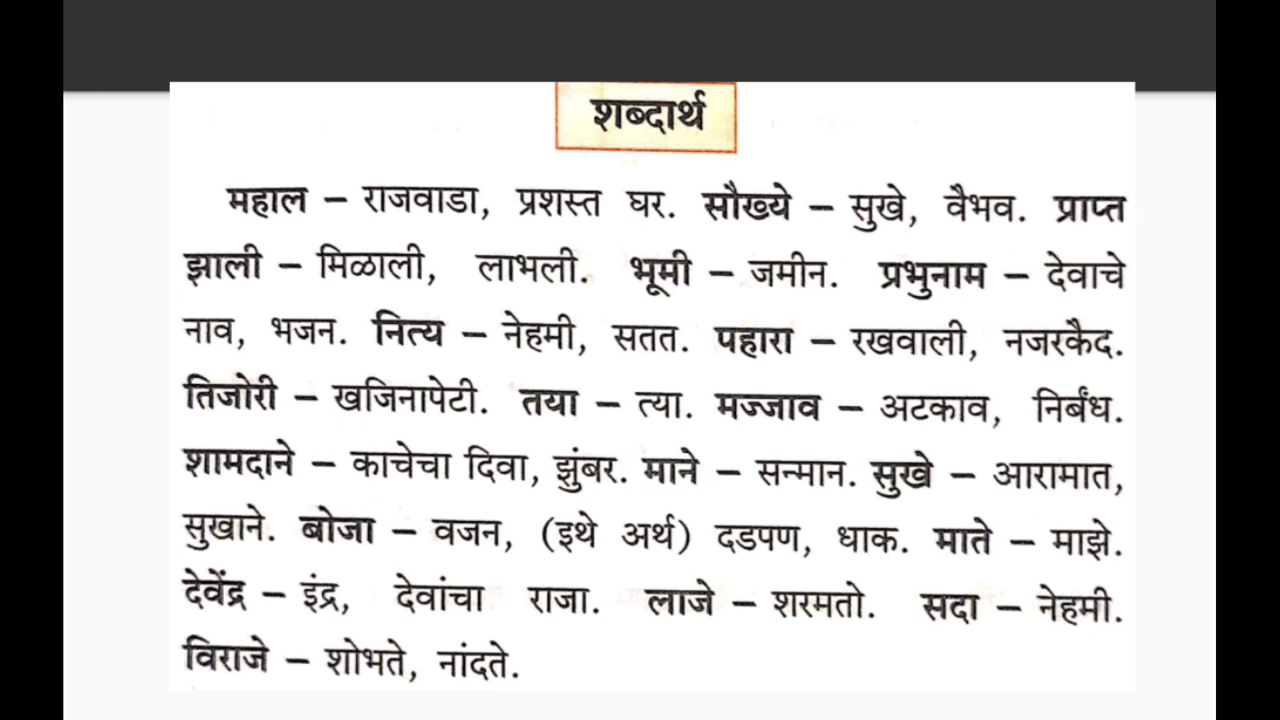 शब्दार्थ
महाल – राजवाडा, प्रशस्त घर. सौख्ये – सुखे, वैभव. प्राप्त
झाली – मिळाली, लाभली. भूमी – जमीन. प्रभुनाम – देवाचे
नाव, भजन. नित्य – नेहमी, सतत. पहारा – रखवाली, नजरकैद.
तिजोरी – खजिनापेटी. तया – त्या. मज्जाव – अटकाव, निर्बंध.
शामदाने – काचेचा दिवा, झुंबर. माने – सन्मान. सुखे – आरामात,
सुखाने. बोजा – वजन, (इथे अर्थ) दडपण, धाक. माते – माझे.
देवेंद्र – इंद्र, देवांचा राजा. लाजे – शरमतो. सदा – नेहमी.
विराजे – शोभते, नांदते.